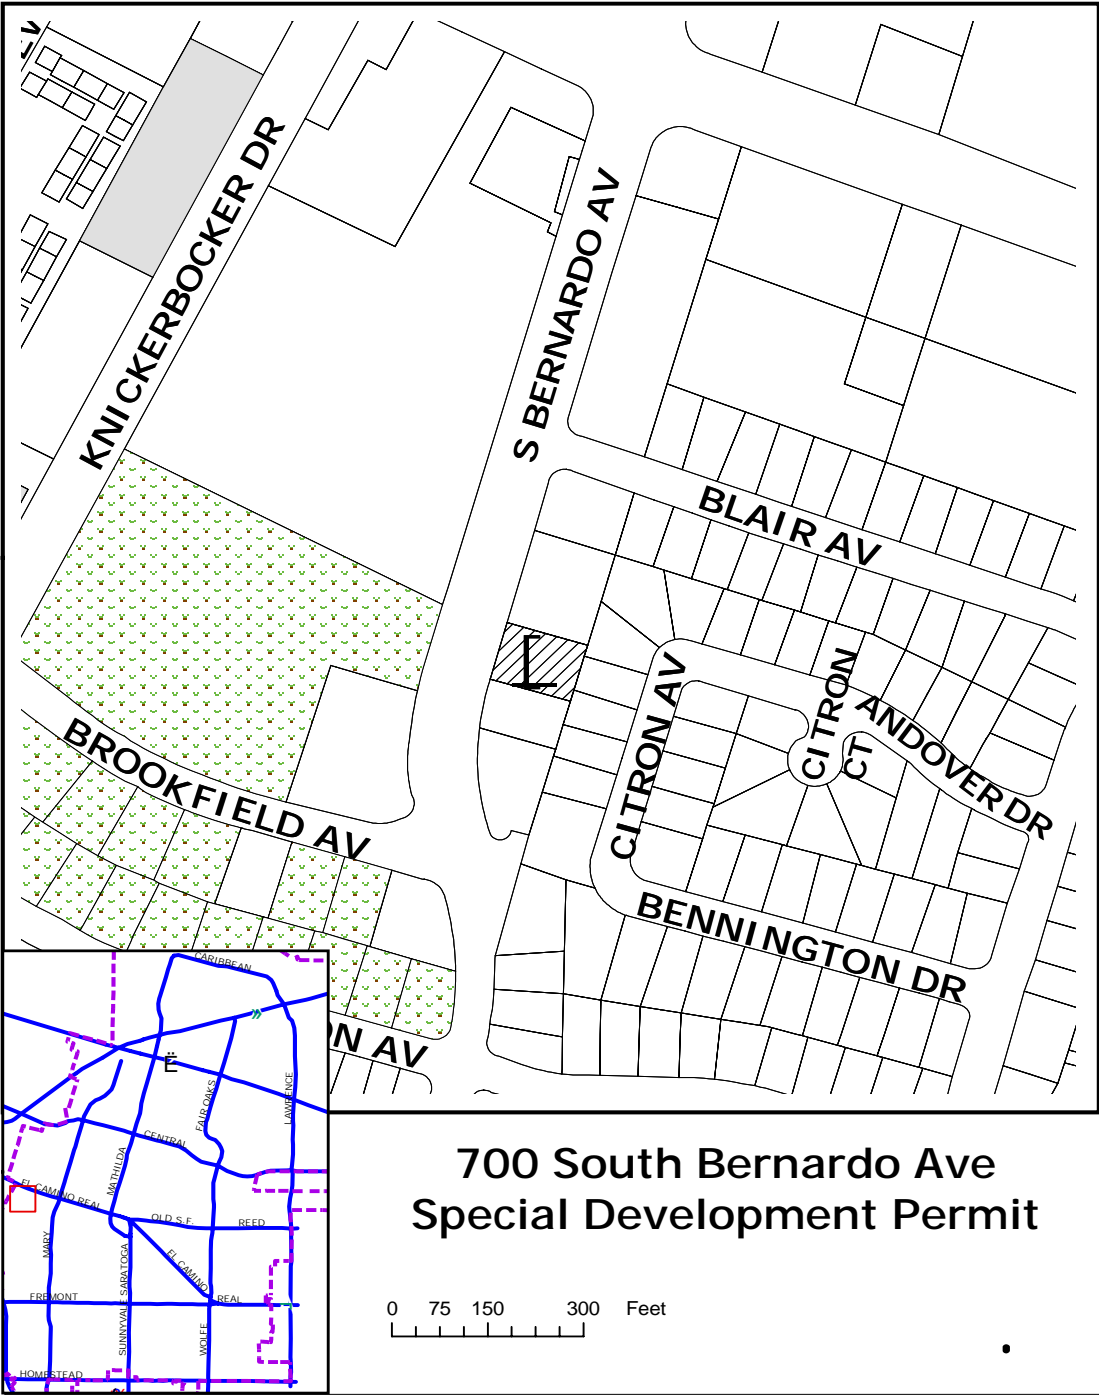 AV
KNICKERBOCKER DR
S BERNARDO AV
BLAIR AV
CITRON AV
CITRON
CT
ANDOVER DR
BROOKFIELD AV
BENNINGTON DR
ON AV
L
CARIBBEAN
Ë
FAIR OAKS
LAWRENCE
CENTRAL
MATHILDA
EL CAMINO REAL
OLD S.F.
REED
MARY
SUNNYVALE SARATOGA
EL CAMINO
REAL
FREMONT
WOLFE
HOMESTEAD
700 South Bernardo Ave
Special Development Permit
0 75 150 300 Feet